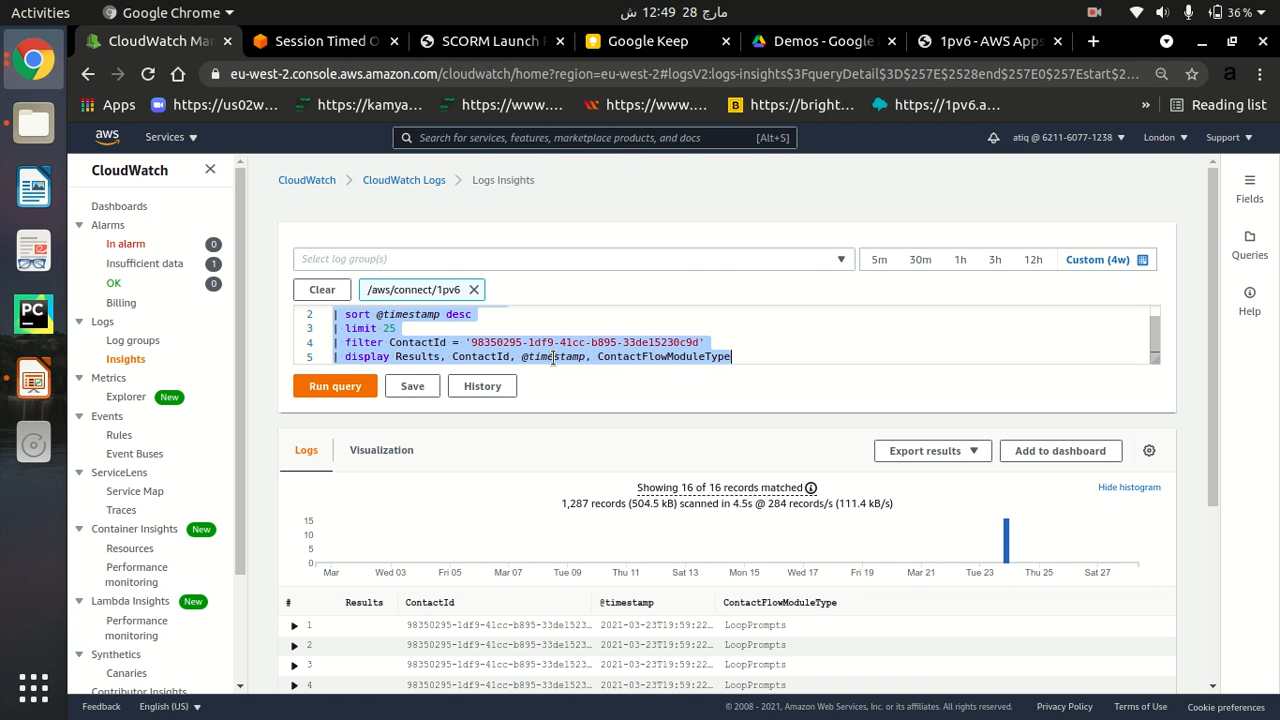 Activities
Google Chrome
ش 12:49 28 مارچ
36 %
CloudWatch Ma
Session Timed O
SCORM Launch F
Google Keep
Demos - Google
1pv6 - AWS Apps
eu-west-2.console.aws.amazon.com/cloudwatch/home?region=eu-west-2#logsV2:logs-insights$3FqueryDetail$3D$257E$2528end$257E0$257Estart$2...
a
Apps
https://us02w...
https://kamya...
https://www....
https://www....
https://bright...
https://1pv6.a...
»
Reading list
aws
Services
Search for services, features, marketplace products, and docs
[Alt+S]
atiq @ 6211-6077-1238
London
Support
CloudWatch
Dashboards
Alarms
In alarm 0
Insufficient data 1
OK 0
Billing
Logs
Log groups
Insights
Metrics
Explorer New
Events
Rules
Event Buses
ServiceLens
Service Map
Traces
Container Insights New
Resources
Performance
monitoring
Lambda Insights New
Performance
monitoring
Synthetics
Canaries
Contributor Insights
CloudWatch
CloudWatch Logs
Logs Insights
Select log group(s)
5m
30m
1h
3h
12h
Custom (4w)
Clear
/aws/connect/1pv6
2 | sort @timestamp desc
3 | limit 25
4 | filter ContactId = '98350295-1df9-41cc-b895-33de15230c9d'
5 | display Results, ContactId, @timestamp, ContactFlowModuleType
Run query
Save
History
Logs
Visualization
Export results
Add to dashboard
Showing 16 of 16 records matched
Hide histogram
1,287 records (504.5 kB) scanned in 4.5s @ 284 records/s (111.4 kB/s)
15
10
5
0
Mar
Wed 03
Fri 05
Mar 07
Tue 09
Thu 11
Sat 13
Mon 15
Wed 17
Fri 19
Mar 21
Tue 23
Thu 25
Sat 27
# Results ContactId @timestamp ContactFlowModuleType
1 98350295-1df9-41cc-b895-33de1523... 2021-03-23T19:59:22... LoopPrompts
2 98350295-1df9-41cc-b895-33de1523... 2021-03-23T19:59:22... LoopPrompts
3 98350295-1df9-41cc-b895-33de1523... 2021-03-23T19:59:22... LoopPrompts
4 98350295-1df9-41cc-b895-33de1523... 2021-03-23T19:59:22... LoopPrompts
Fields
Queries
Help
Feedback
English (US)
© 2008 - 2021, Amazon Web Services, Inc. or its affiliates. All rights reserved.
Privacy Policy
Terms of Use
Cookie preferences
PC